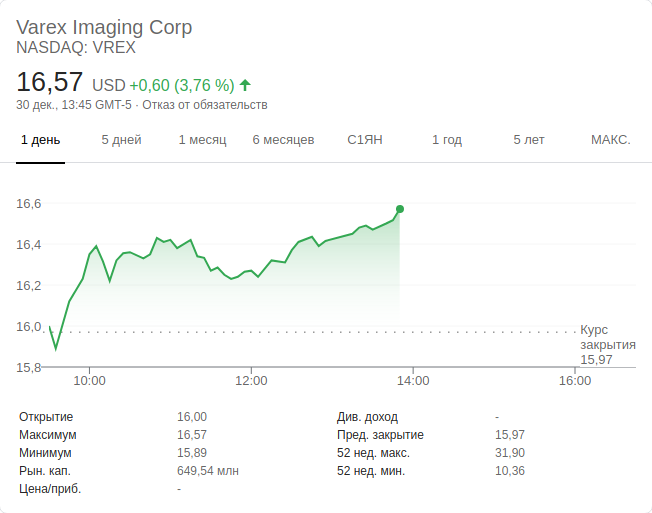 Varex Imaging Corp
NASDAQ: VREX
16,57 USD +0,60 (3,76 %)
30 дек., 13:45 GMT-5 · Отказ от обязательств
1 день 5 дней 1 месяц 6 месяцев С1ЯН 1 год 5 лет МАКС.
16,6
16,4
16,2
16,0
15,8
Курс
закрытия
15,97
10:00 12:00 14:00 16:00
Открытие 16,00 Див. доход -
Максимум 16,57 Пред. закрытие 15,97
Минимум 15,89 52 нед. макс. 31,90
Рын. кап. 649,54 млн 52 нед. мин. 10,36
Цена/приб. -